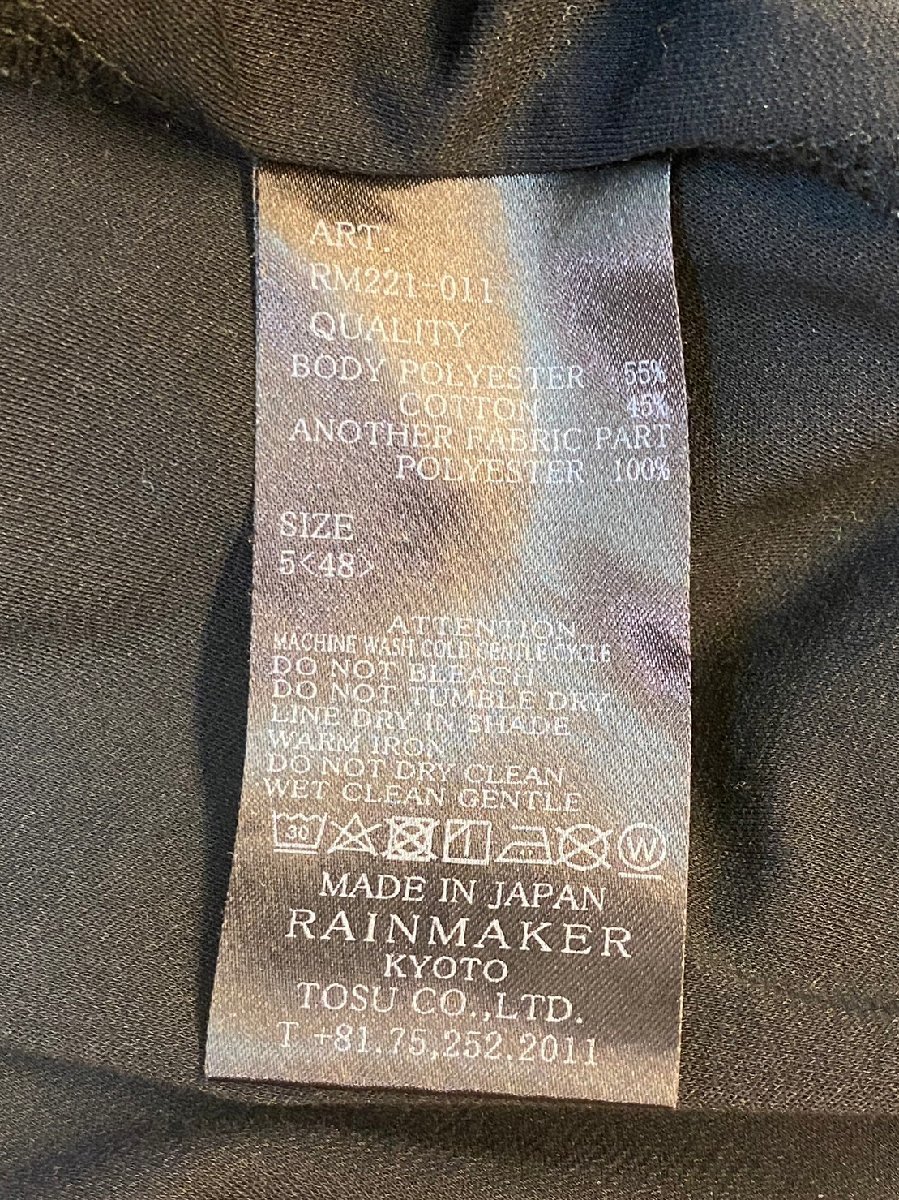 ART.
RM221-011
QUALITY
BODY POLYESTER 55%
COTTON 45%
ANOTHER FABRIC PART
POLYESTER 100%
SIZE
5<48>
ATTENTION
MACHINE WASH COLD GENTLE CYCLE
DO NOT BLEACH
DO NOT TUMBLE DRY
LINE DRY IN SHADE
WARM IRON
DO NOT DRY CLEAN
WET CLEAN GENTLE
30 W
MADE IN JAPAN
RAINMAKER
KYOTO
TOSU CO.,LTD.
T +81.75,252.2011